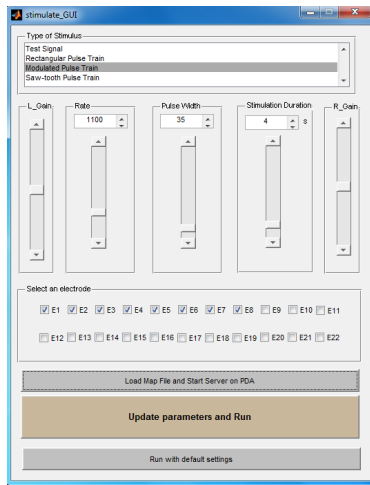 stimulate_GUI
Type of Stimulus
Test Signal
Rectangular Pulse Train
Modulated Pulse Train
Saw-tooth Pulse Train
L_Gain Rate Pulse Width Stimulation Duration R_Gain
1100 35 4 s
Select an electrode
E1 E2 E3 E4 E5 E6 E7 E8 E9 E10 E11
E12 E13 E14 E15 E16 E17 E18 E19 E20 E21 E22
Load Map File and Start Server on PDA
Update parameters and Run
Run with default settings